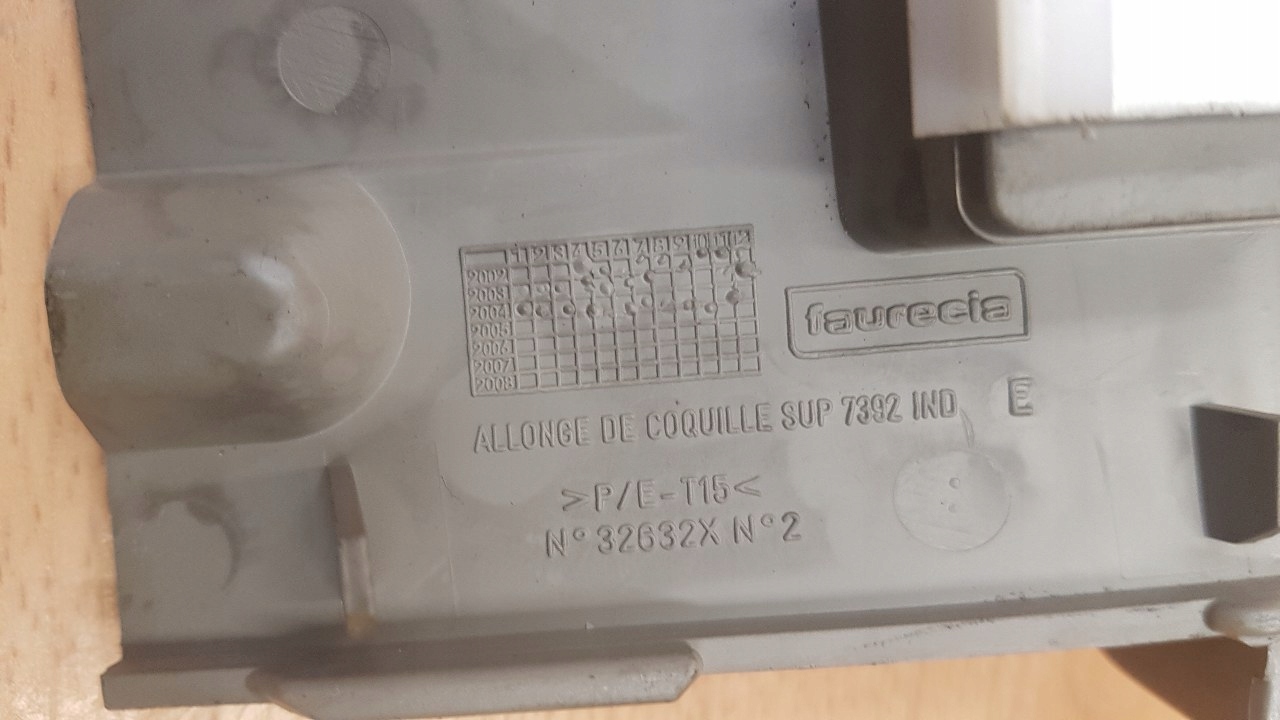 1 2 3 4 5 6 7 8 9 10 11 12
2002
2003
2004
2005
2006
2007
2008
faurecia
ALLONGE DE COQUILLE SUP 7392 IND E
>P/E-T15<
N° 32632X N° 2